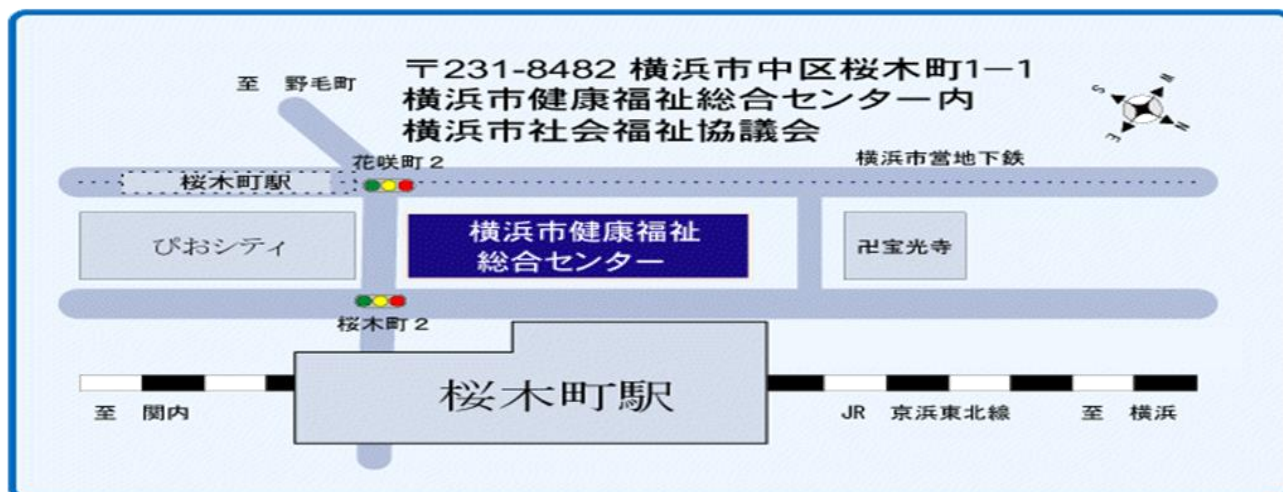 〒231-8482 横浜市中区桜木町1ー1
至 野毛町
横浜市健康福祉総合センター内
横浜市社会福祉協議会
S
W
E
N
花咲町2
横浜市営地下鉄
桜木町駅
ぴおシティ
横浜市健康福祉
総合センター
卍宝光寺
桜木町2
桜木町駅
至 関内
JR 京浜東北線 至 横浜